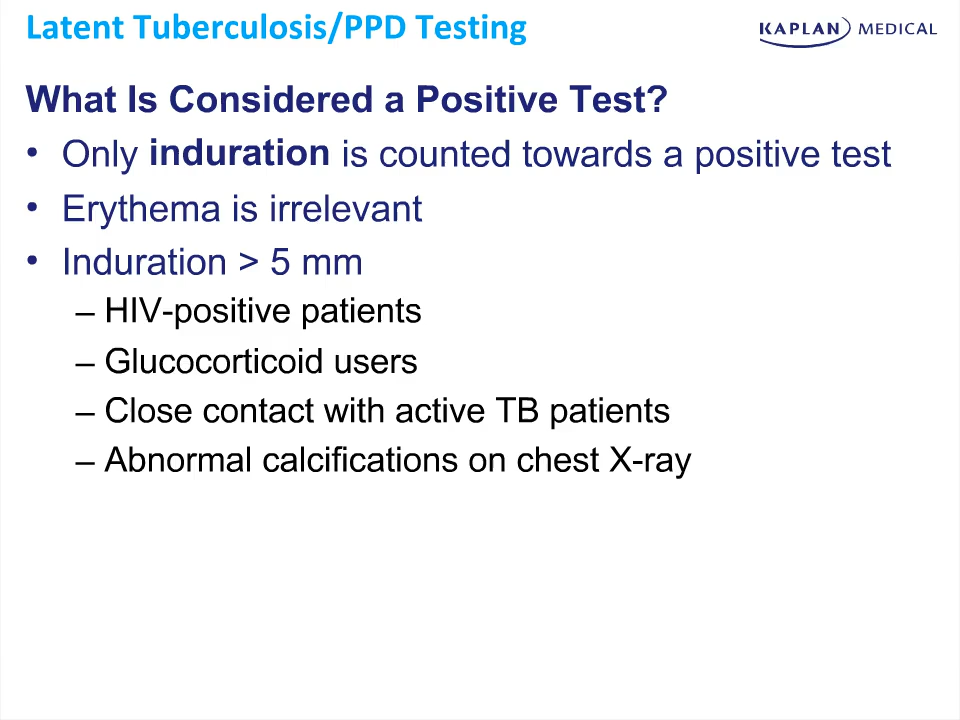 Latent Tuberculosis/PPD Testing
KAPLAN MEDICAL
What Is Considered a Positive Test?
• Only induration is counted towards a positive test
• Erythema is irrelevant
• Induration > 5 mm
– HIV-positive patients
– Glucocorticoid users
– Close contact with active TB patients
– Abnormal calcifications on chest X-ray